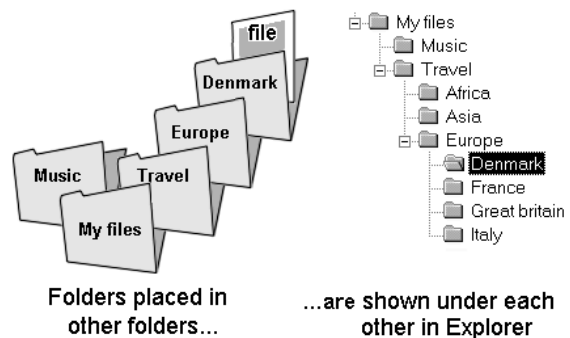 file
Denmark
Europe
Music
Travel
My files
Folders placed in
other folders...
My files
Music
Travel
Africa
Asia
Europe
Denmark
France
Great britain
Italy
...are shown under each
other in Explorer